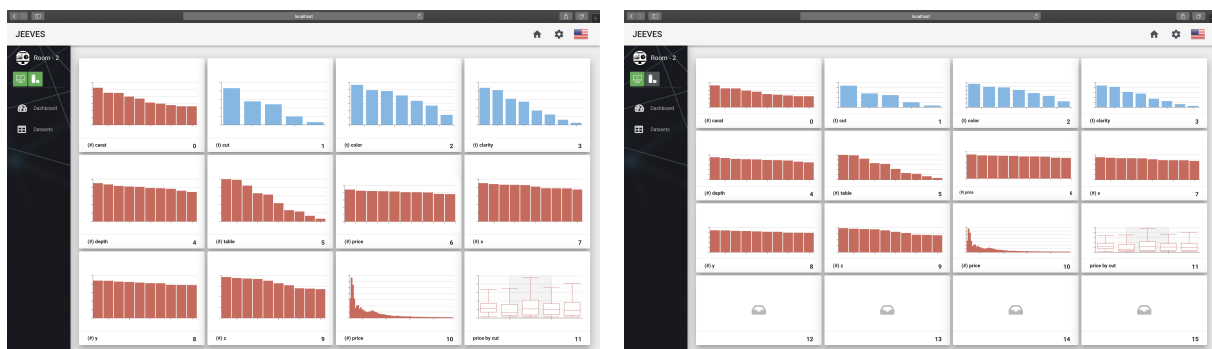 localhost
JEEVES
Room - 2
Dashboard
Datasets
(#) carat 0
(t) cut 1
(t) color 2
(t) clarity 3
(#) depth 4
(#) table 5
(#) price 6
(#) x 7
(#) y 8
(#) z 9
(#) price 10
price by cut 11
localhost
JEEVES
Room - 2
Dashboard
Datasets
(#) carat 0
(t) cut 1
(t) color 2
(t) clarity 3
(#) depth 4
(#) table 5
(#) price 6
(#) x 7
(#) y 8
(#) z 9
(#) price 10
price by cut 11
12
13
14
15